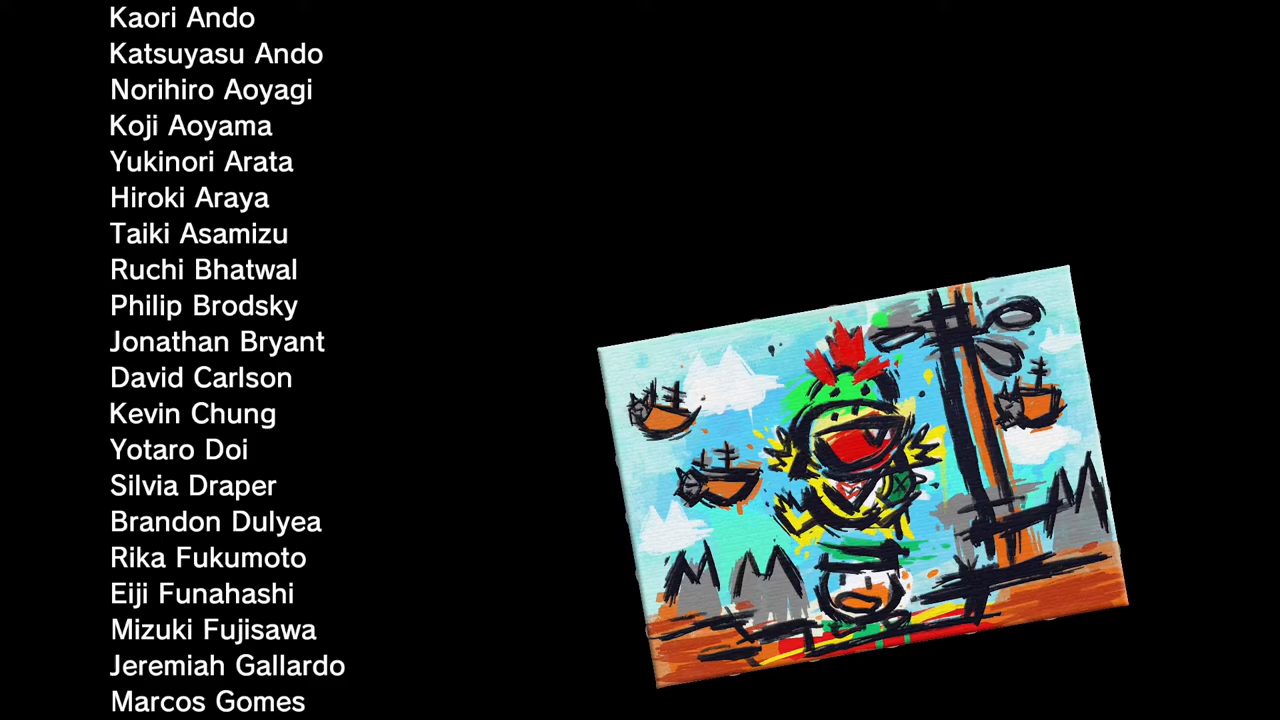 Kaori Ando
Katsuyasu Ando
Norihiro Aoyagi
Koji Aoyama
Yukinori Arata
Hiroki Araya
Taiki Asamizu
Ruchi Bhatwal
Philip Brodsky
Jonathan Bryant
David Carlson
Kevin Chung
Yotaro Doi
Silvia Draper
Brandon Dulyea
Rika Fukumoto
Eiji Funahashi
Mizuki Fujisawa
Jeremiah Gallardo
Marcos Gomes